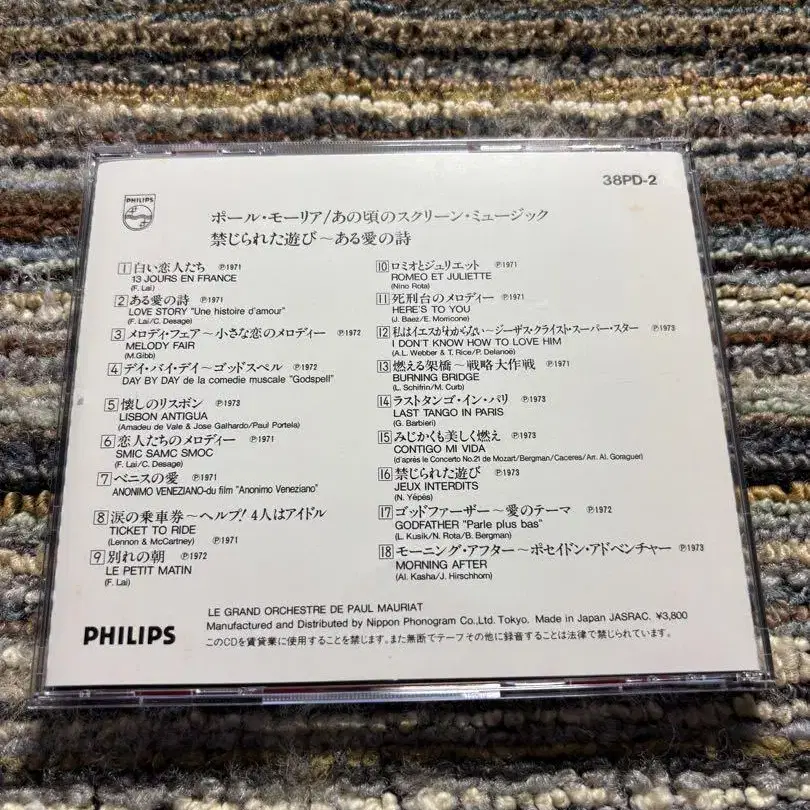 38PD-2
PHILIPS
ポール・モーリア/あの頃のスクリーン・ミュージック
禁じられた遊び～ある愛の詩
1 白い恋人たち ℗1971
13 JOURS EN FRANCE
(F. Lai)
2 ある愛の詩 ℗1971
LOVE STORY "Une histoire d'amour"
(F. Lai/C. Desage)
3 メロディ・フェア～小さな恋のメロディー ℗1972
MELODY FAIR
(M.Gibb)
4 デイ・バイ・デイ～ゴッドスペル ℗1972
DAY BY DAY de la comedie muscale "Godspell"
5 懐しのリスボン ℗1973
LISBON ANTIGUA
(Amadeu de Vale & Jose Galhardo/Paul Portela)
6 恋人たちのメロディー ℗1971
SMIC SAMC SMOC
(F. Lai/C. Desage)
7 ベニスの愛 ℗1971
ANONIMO VENEZIANO-du film "Anonimo Veneziano"
8 涙の乗車券～ヘルプ! 4人はアイドル
TICKET TO RIDE
(Lennon & McCartney) ℗1971
9 別れの朝 ℗1972
LE PETIT MATIN
(F. Lai)
10 ロミオとジュリエット ℗1971
ROMEO ET JULIETTE
(Nino Rota)
11 死刑台のメロディー ℗1971
HERE'S TO YOU
(J. Baez/E. Morricone)
12 私はイエスがわからない～ジーザス・クライスト・スーパー・スター ℗1973
I DON'T KNOW HOW TO LOVE HIM
(A.L. Webber & T. Rice/P. Delanoë)
13 燃える架橋～戦略大作戦 ℗1971
BURNING BRIDGE
(L. Schifrin/M. Curb)
14 ラストタンゴ・イン・パリ ℗1973
LAST TANGO IN PARIS
(G. Barbieri)
15 みじかくも美しく燃え ℗1973
CONTIGO MI VIDA
(d'après le Concerto No.21 de Mozart/Bergman/Caceres/Arr. Al. Goraguer)
16 禁じられた遊び ℗1973
JEUX INTERDITS
(N. Yépès)
17 ゴッドファーザー～愛のテーマ ℗1972
GODFATHER "Parle plus bas"
(L. Kusik/N. Rota/B. Bergman)
18 モーニング・アフター～ポセイドン・アドベンチャー ℗1973
MORNING AFTER
(Al. Kasha/J. Hirschhorn)
PHILIPS
LE GRAND ORCHESTRE DE PAUL MAURIAT
Manufactured and Distributed by Nippon Phonogram Co.,Ltd. Tokyo. Made in Japan JASRAC. ¥3,800
このCDを賃貸業に使用することを禁じます。また無断でテープその他に録音することは法律で禁じられています。